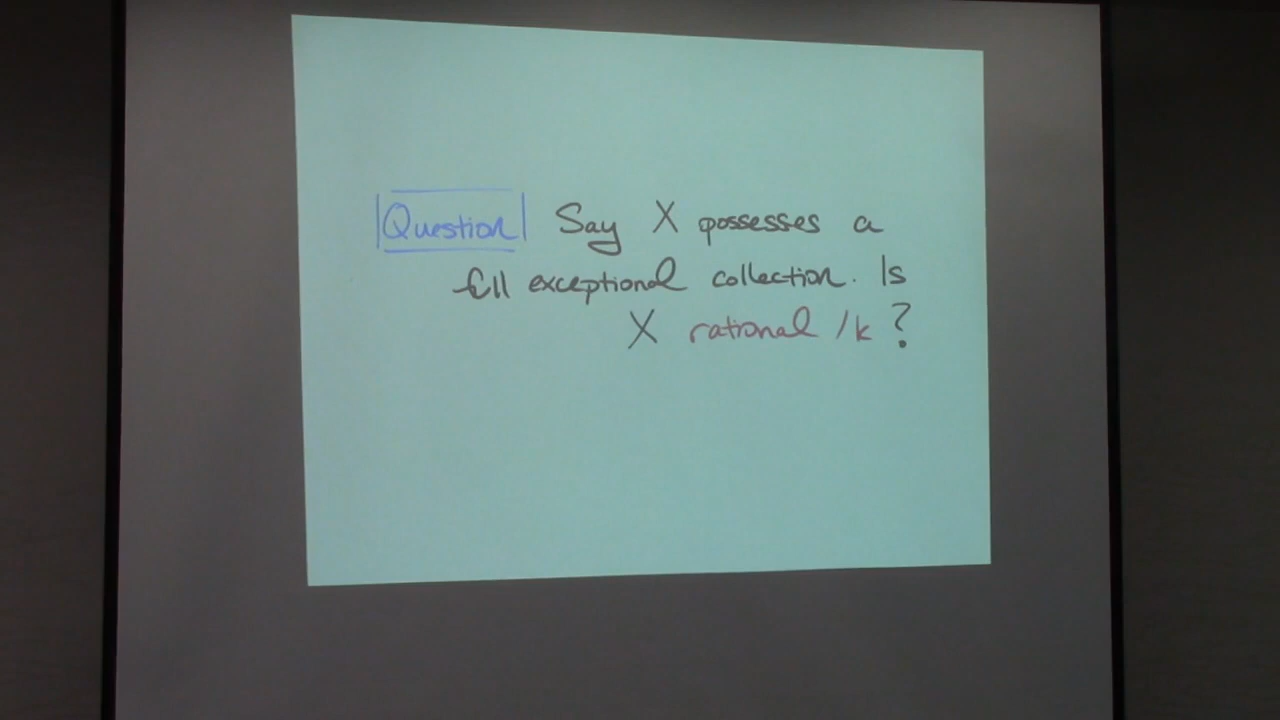 Question Say X possesses a
full exceptional collection. Is
X rational /k ?